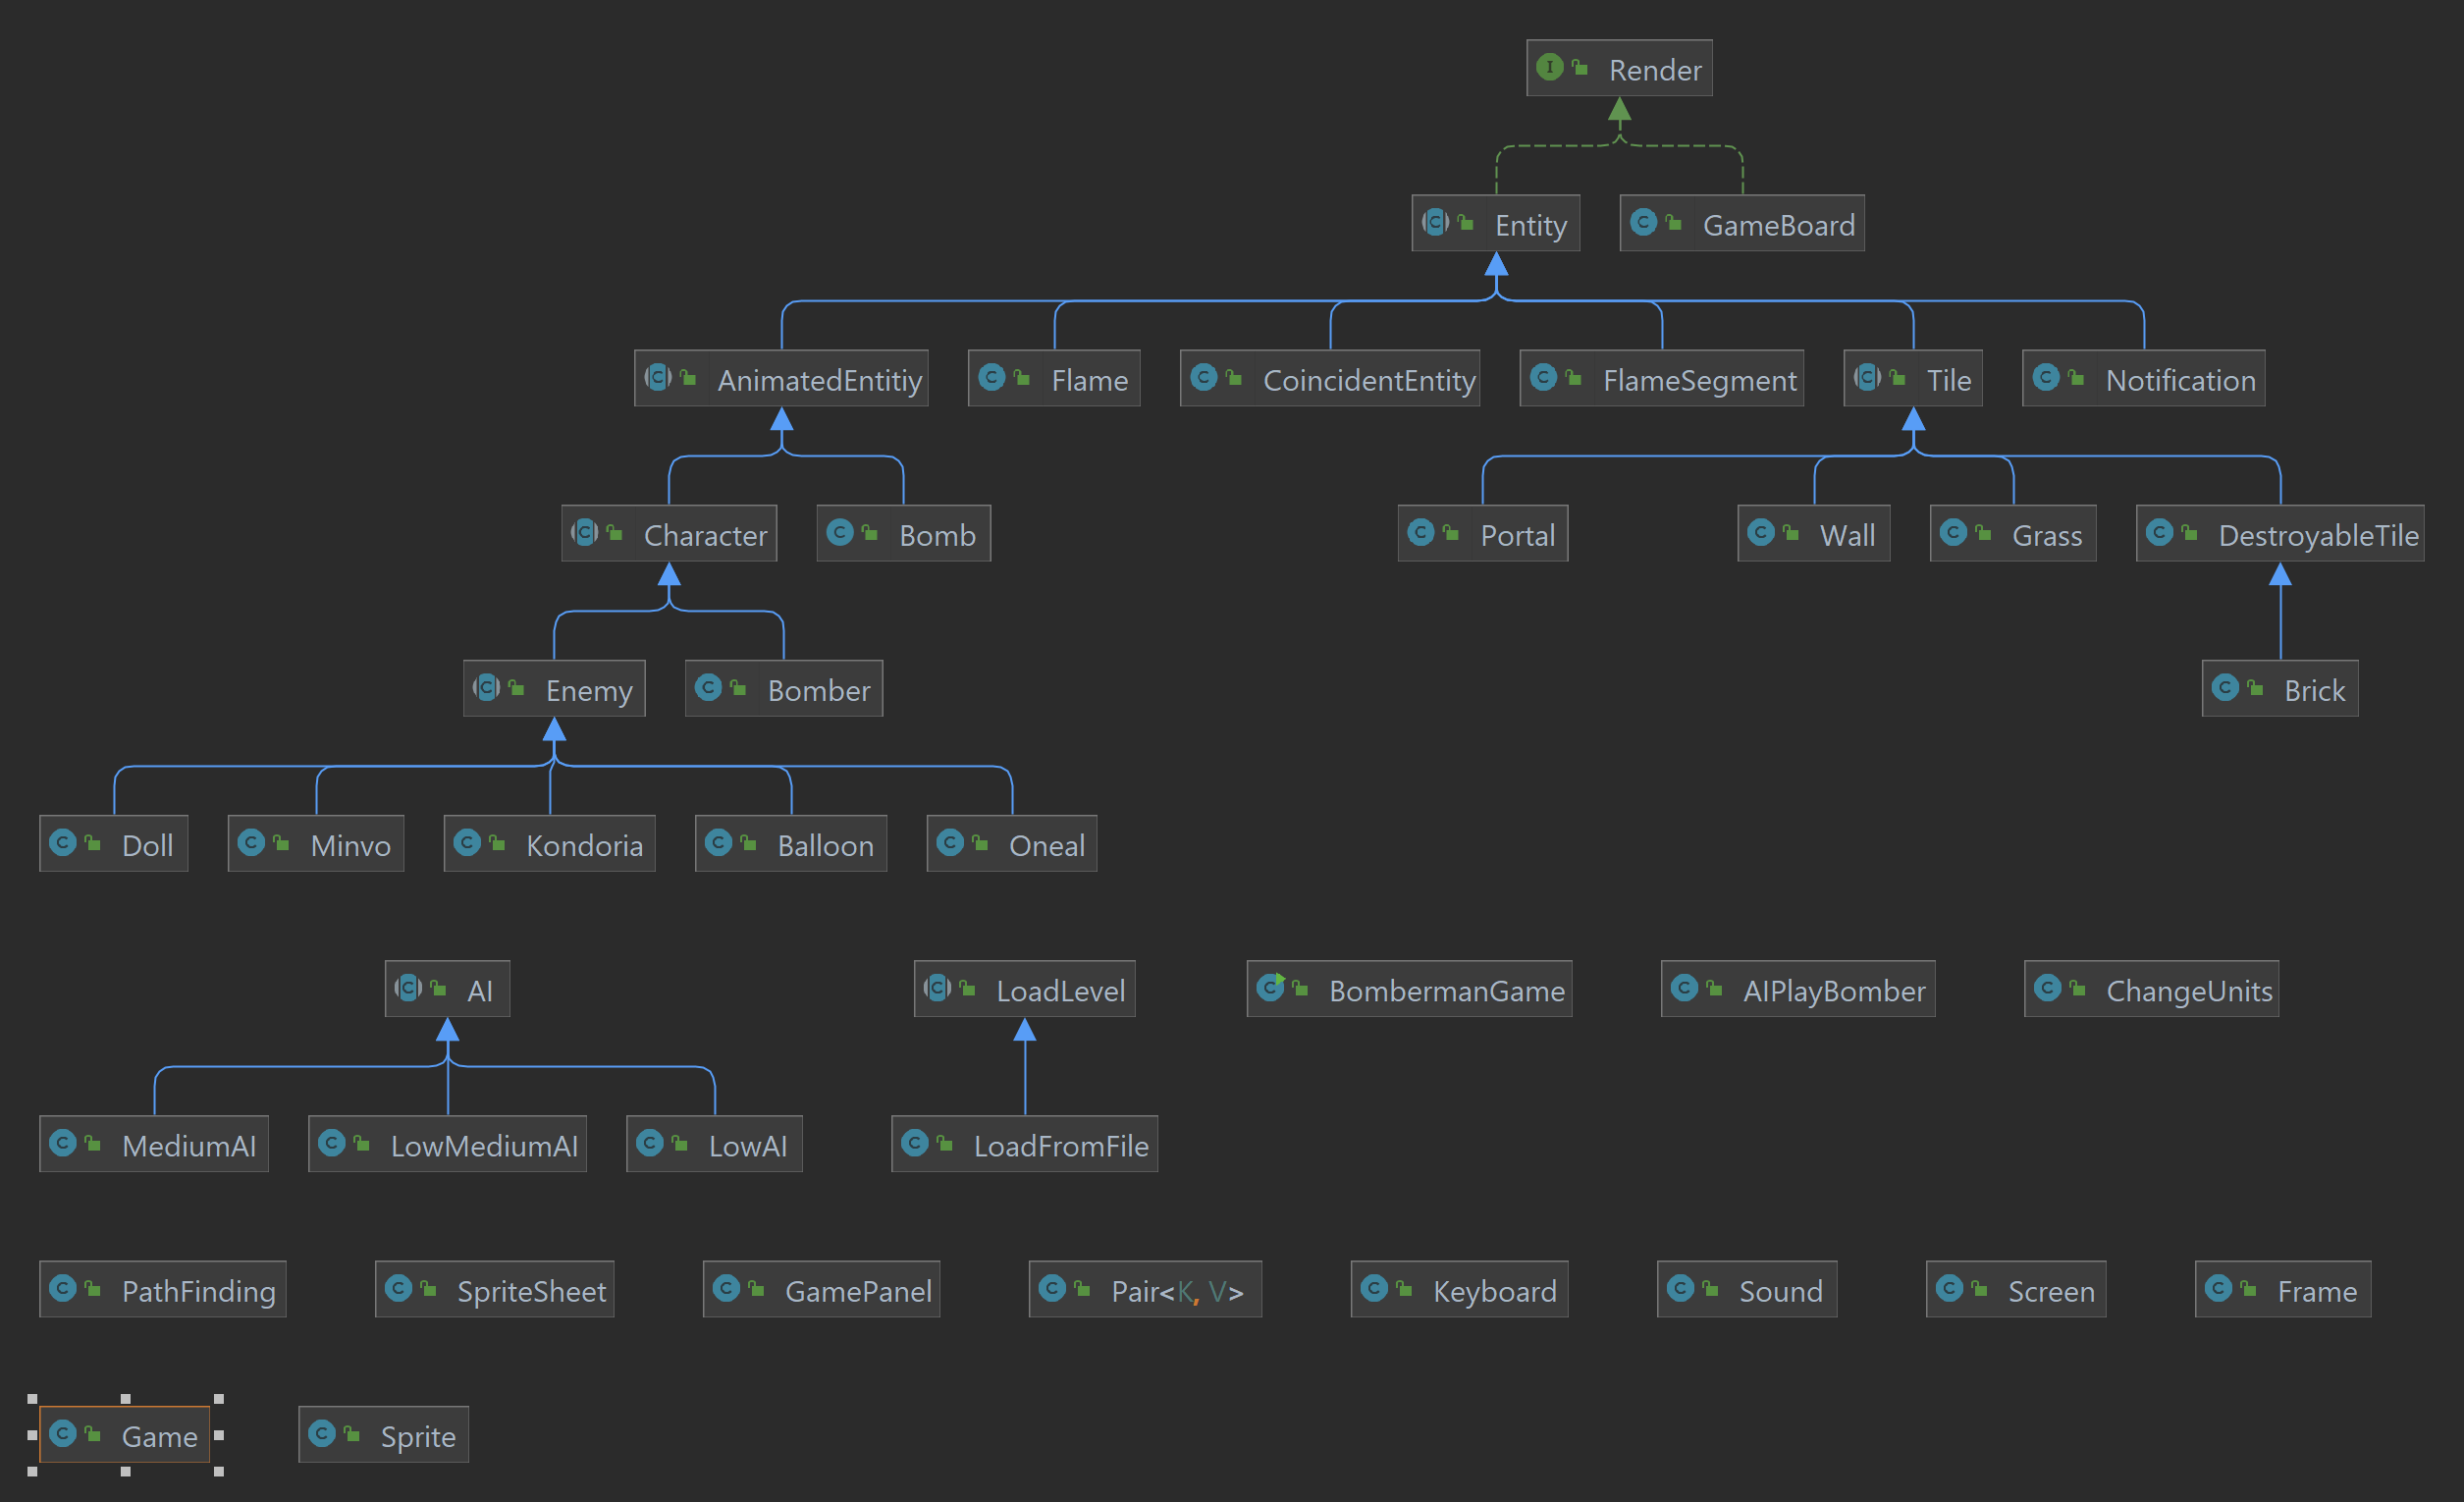 Render
Entity
GameBoard
AnimatedEntitiy
Flame
CoincidentEntity
FlameSegment
Tile
Notification
Character
Bomb
Portal
Wall
Grass
DestroyableTile
Enemy
Bomber
Brick
Doll
Minvo
Kondoria
Balloon
Oneal
AI
LoadLevel
BombermanGame
AIPlayBomber
ChangeUnits
MediumAI
LowMediumAI
LowAI
LoadFromFile
PathFinding
SpriteSheet
GamePanel
Pair<K, V>
Keyboard
Sound
Screen
Frame
Game
Sprite